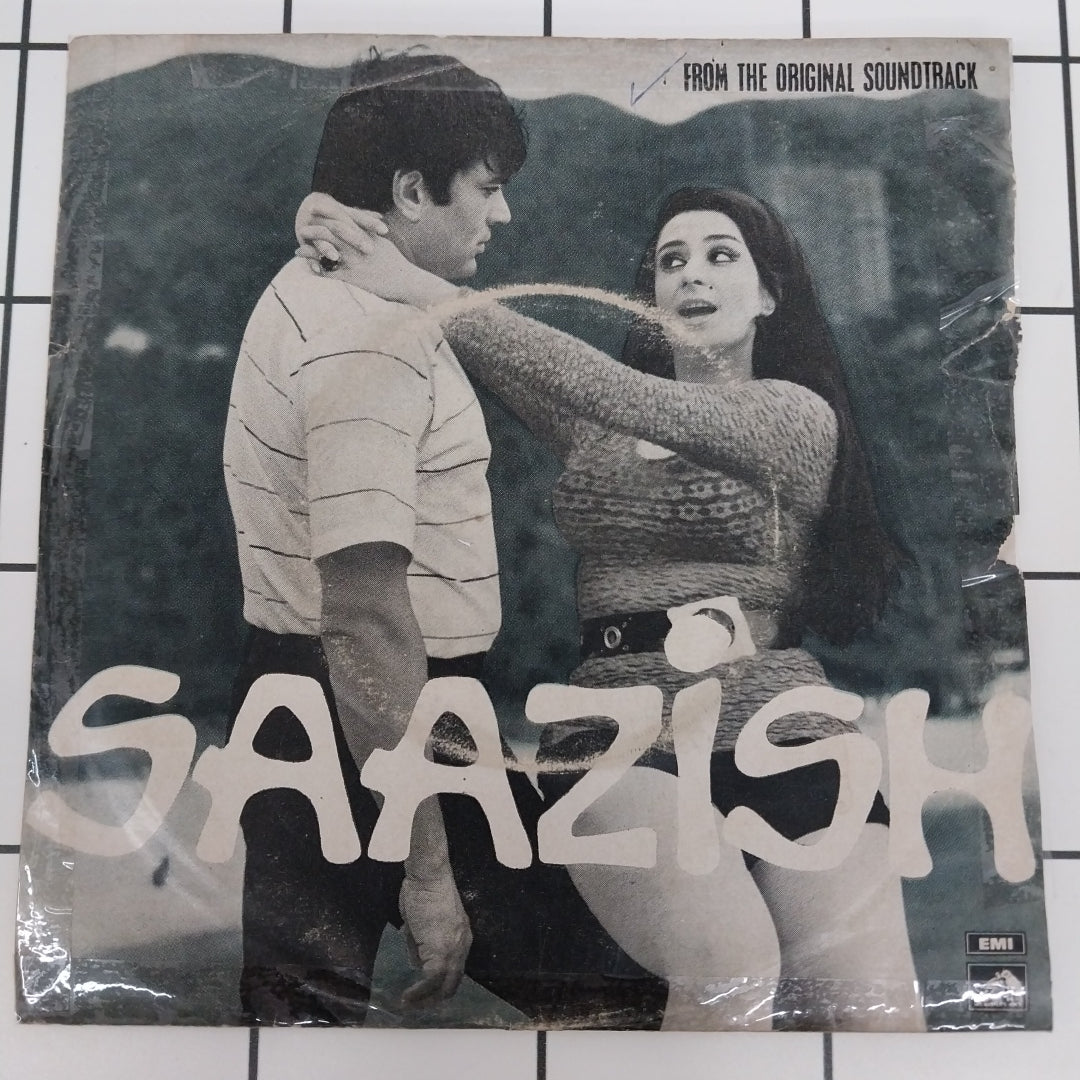 FROM THE ORIGINAL SOUNDTRACK
SAAZiSH
EMI